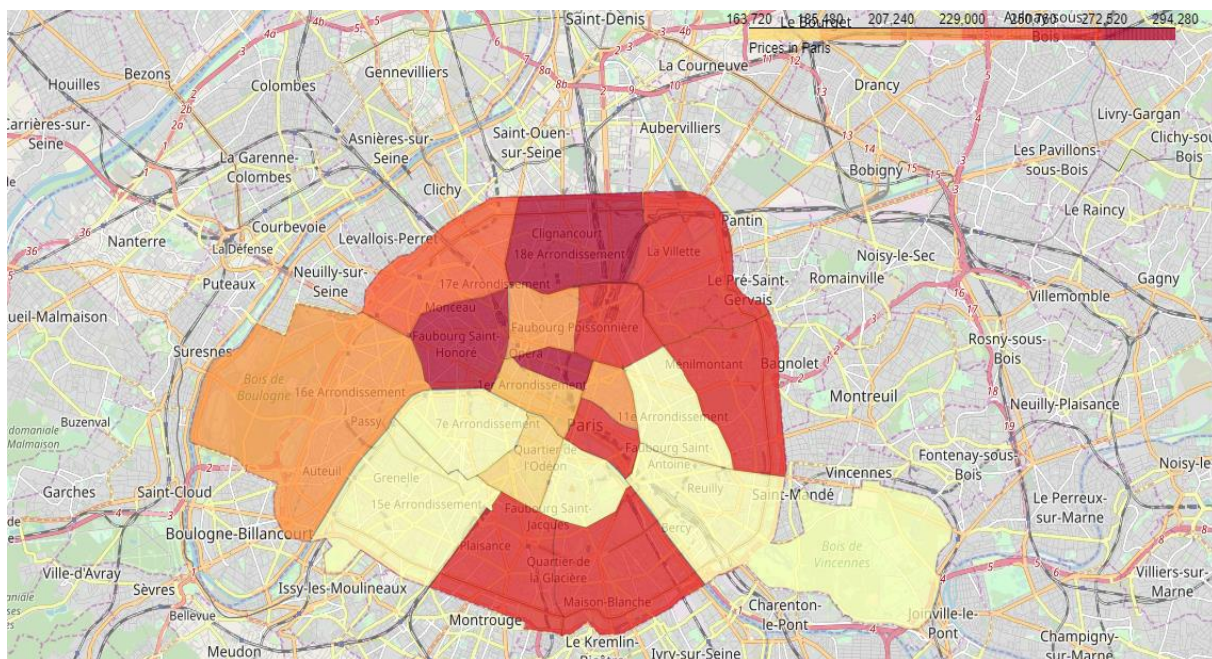 Saint-Denis
163,720 185,480 207,240 229,000 250,760 272,520 294,280
Le Bourget
Aulnay-sous-
Bois
Prices in Paris
4b
La Courneuve
Houilles
Bezons
Colombes
Gennevilliers
Drancy
Livry-Gargan
Carrières-sur-
Seine
Asnières-sur-
Seine
Saint-Ouen-
sur-Seine
Aubervilliers
Clichy-sous-
Bois
Les Pavillons-
sous-Bois
La Garenne-
Colombes
Clichy
Bobigny
Le Raincy
Nanterre
Courbevoie
La Défense
Levallois-Perret
Clignancourt
18e Arrondissement
La Villette
Pantin
Noisy-le-Sec
Gagny
Neuilly-sur-
Seine
Puteaux
17e Arrondissement
Monceau
Le Pré-Saint-
Gervais
Romainville
Villemomble
Rueil-Malmaison
Suresnes
Faubourg Saint-
Honoré
Faubourg Poissonnière
Opéra
Ménilmontant
Bagnolet
Rosny-sous-
Bois
Bois de
Boulogne
16e Arrondissement
1er Arrondissement
Montreuil
Neuilly-Plaisance
Buzenval
Passy
7e Arrondissement
Paris
11e Arrondissement
Malmaison
Auteuil
Quartier de
l'Odéon
Faubourg Saint-
Antoine
Vincennes
Fontenay-sous-
Bois
Noisy-le-
Garches
Saint-Cloud
Grenelle
15e Arrondissement
Reuilly
Saint-Mandé
Le Perreux-
sur-Marne
Boulogne-Billancourt
Faubourg Saint-
Jacques
Bercy
Bois de
Vincennes
Plaisance
Quartier de
la Glacière
Ville-d'Avray
Sèvres
Issy-les-Moulineaux
Maison-Blanche
Charenton-
le-Pont
Joinville-le-
Pont
Villiers-sur-
Marne
Bellevue
Montrouge
Meudon
Le Kremlin-
Ivry-sur-Seine
Champigny-
sur-Marne